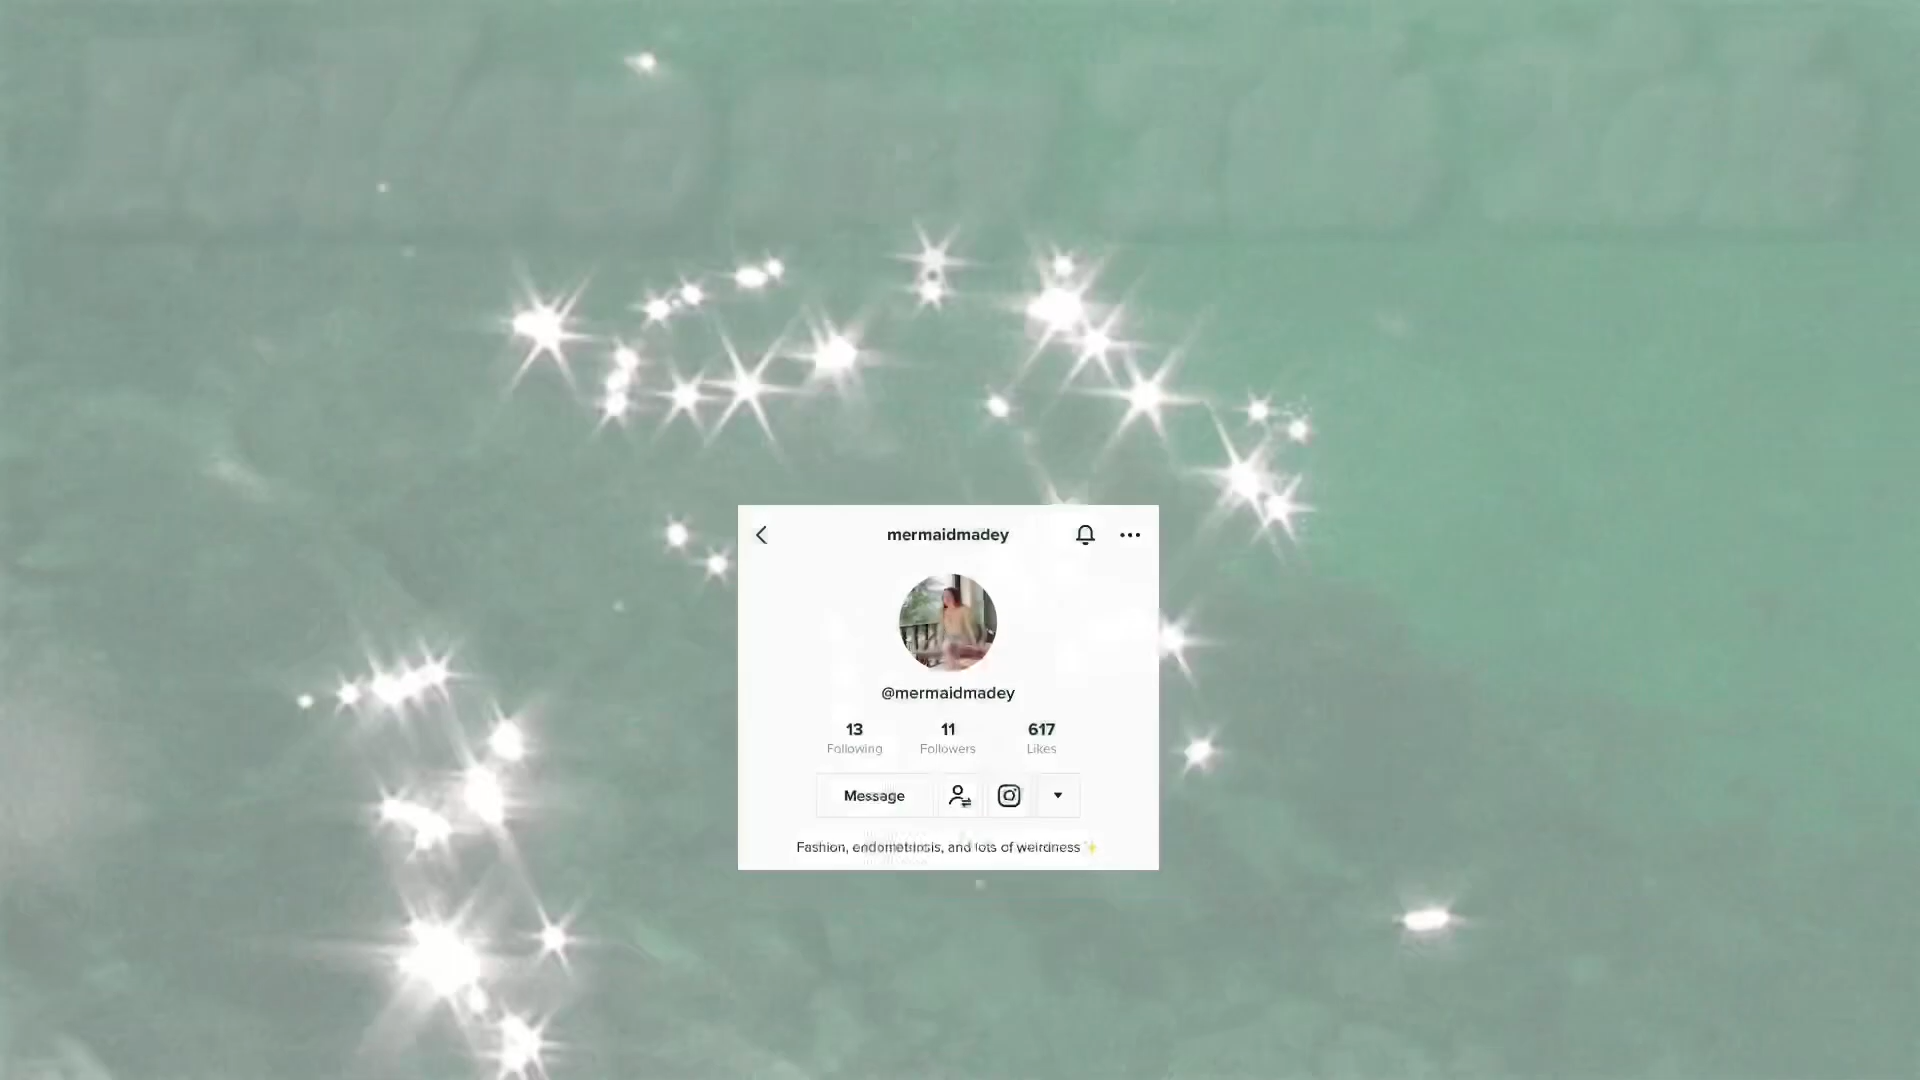 mermaidmadey
@mermaidmadey
13 11 617
Following Followers Likes
Message
Fashion, endometriosis, and lots of weirdness ✨